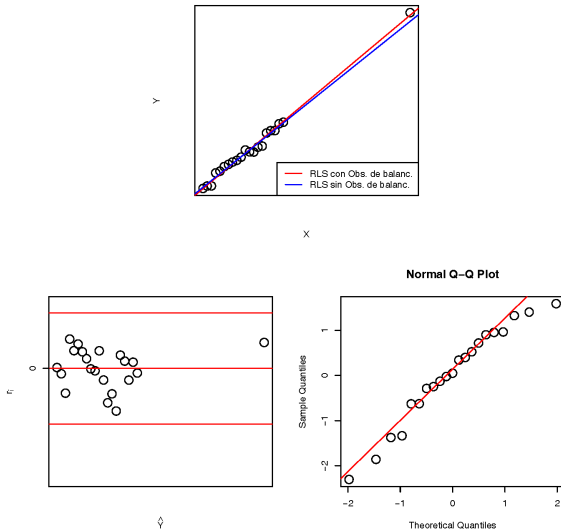 Y
RLS con Obs. de balanc.
RLS sin Obs. de balanc.
X
0
ri
Ŷ
Normal Q−Q Plot
Sample Quantiles
1
0
−1
−2
−2
−1
0
1
2
Theoretical Quantiles